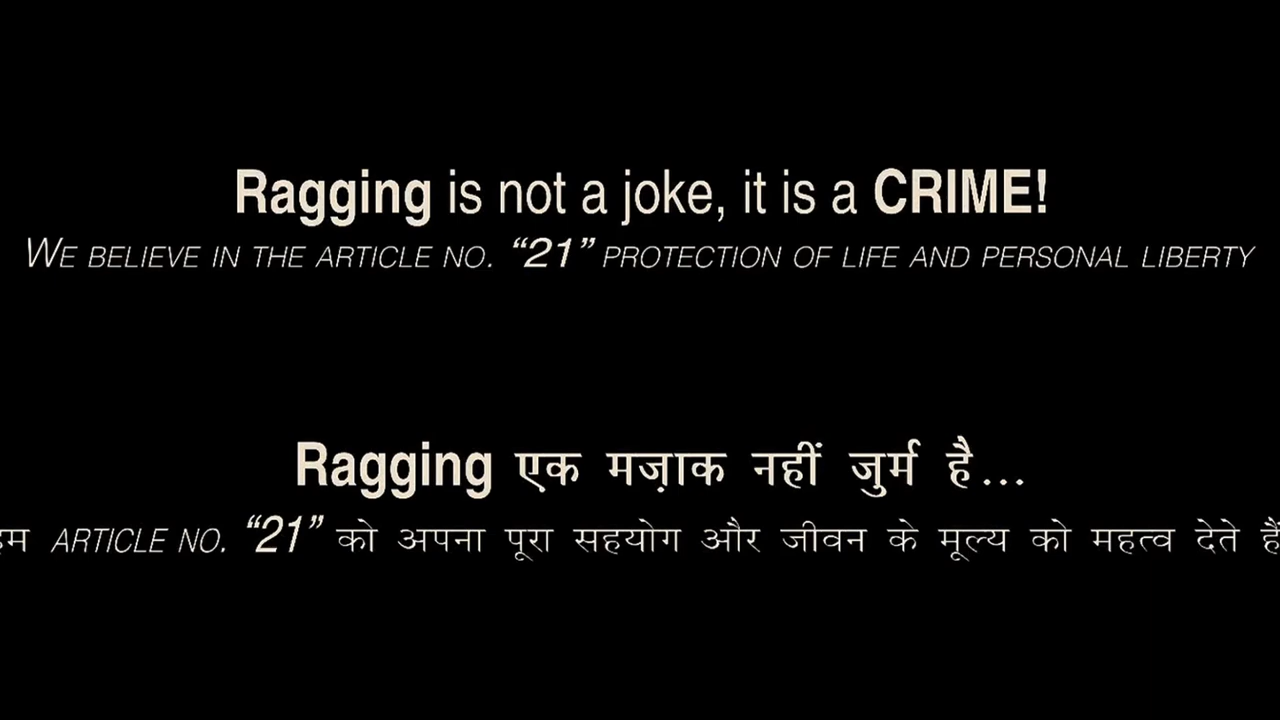 Ragging is not a joke, it is a CRIME!
WE BELIEVE IN THE ARTICLE NO. “21” PROTECTION OF LIFE AND PERSONAL LIBERTY
Ragging एक मज़ाक नहीं जुर्म है...
हम ARTICLE NO. “21” को अपना पूरा सहयोग और जीवन के मूल्य को महत्व देते हैं